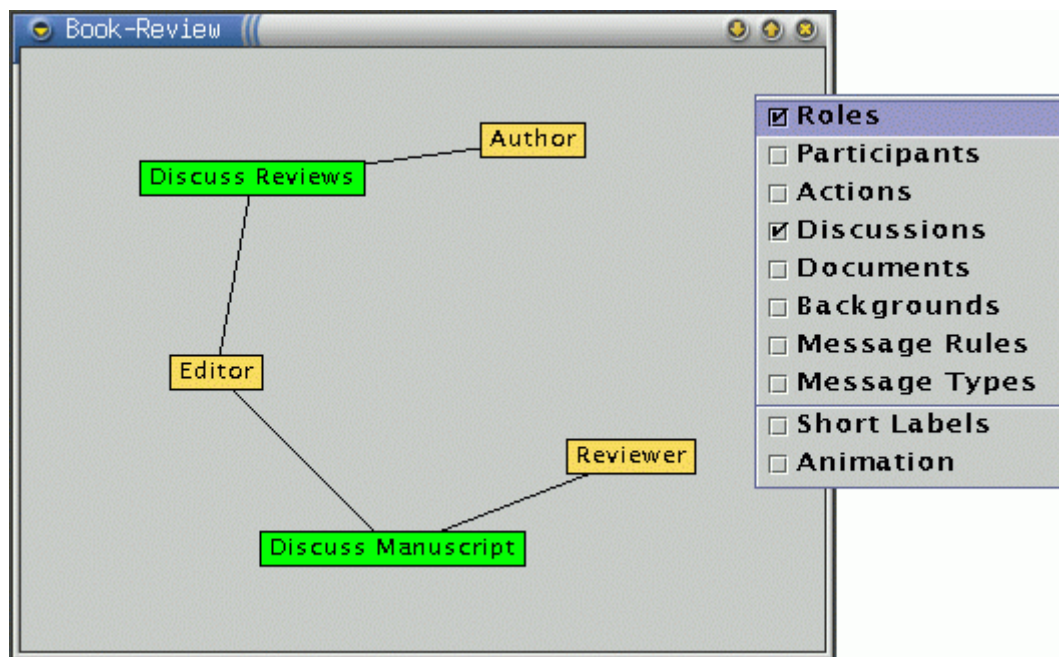 Book-Review
Author
Discuss Reviews
Editor
Reviewer
Discuss Manuscript
Roles
Participants
Actions
Discussions
Documents
Backgrounds
Message Rules
Message Types
Short Labels
Animation